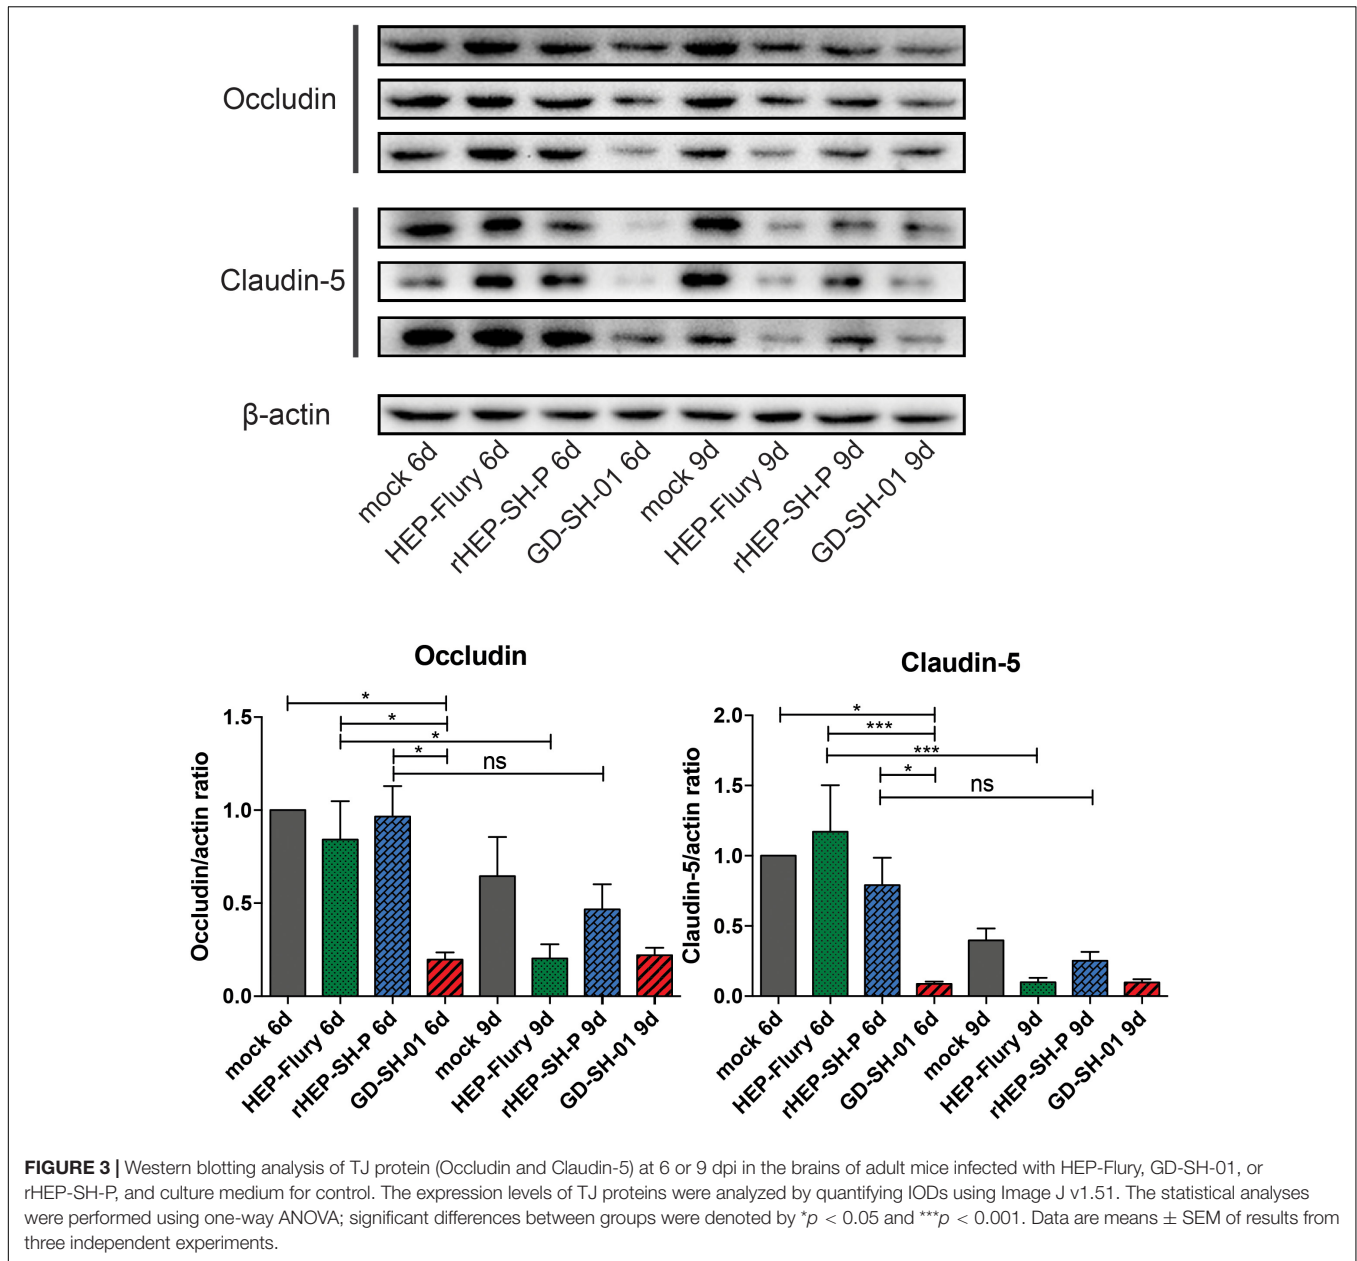 Occludin
Claudin-5
β-actin
mock 6d
HEP-Flury 6d
rHEP-SH-P 6d
GD-SH-01 6d
mock 9d
HEP-Flury 9d
rHEP-SH-P 9d
GD-SH-01 9d
Occludin
Occludin/actin ratio
1.5
1.0
0.5
0.0
*
*
*
*
ns
mock 6d
HEP-Flury 6d
rHEP-SH-P 6d
GD-SH-01 6d
mock 9d
HEP-Flury 9d
rHEP-SH-P 9d
GD-SH-01 9d
Claudin-5
Claudin-5/actin ratio
2.0
1.5
1.0
0.5
0.0
*
***
***
*
ns
mock 6d
HEP-Flury 6d
rHEP-SH-P 6d
GD-SH-01 6d
mock 9d
HEP-Flury 9d
rHEP-SH-P 9d
GD-SH-01 9d
FIGURE 3 | Western blotting analysis of TJ protein (Occludin and Claudin-5) at 6 or 9 dpi in the brains of adult mice infected with HEP-Flury, GD-SH-01, or
rHEP-SH-P, and culture medium for control. The expression levels of TJ proteins were analyzed by quantifying IODs using Image J v1.51. The statistical analyses
were performed using one-way ANOVA; significant differences between groups were denoted by *p < 0.05 and ***p < 0.001. Data are means ± SEM of results from
three independent experiments.